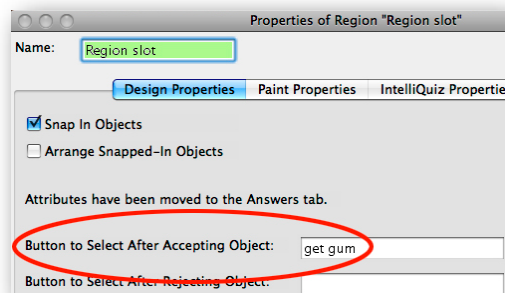 Properties of Region "Region slot"
Name: Region slot
Design Properties Paint Properties IntelliQuiz Propertie
Snap In Objects
Arrange Snapped-In Objects
Attributes have been moved to the Answers tab.
Button to Select After Accepting Object: get gum
Button to Select After Rejecting Object: